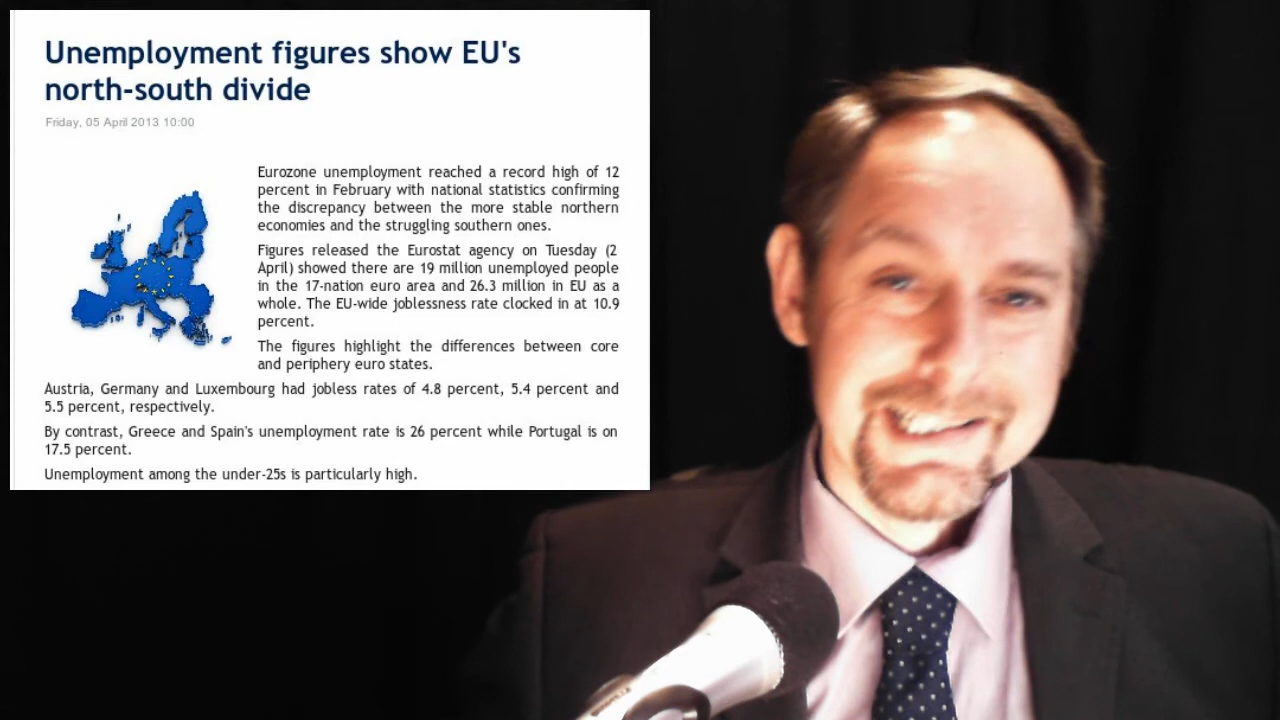 Unemployment figures show EU's
north-south divide
Friday, 05 April 2013 10:00
Eurozone unemployment reached a record high of 12
percent in February with national statistics confirming
the discrepancy between the more stable northern
economies and the struggling southern ones.
Figures released the Eurostat agency on Tuesday (2
April) showed there are 19 million unemployed people
in the 17-nation euro area and 26.3 million in EU as a
whole. The EU-wide joblessness rate clocked in at 10.9
percent.
The figures highlight the differences between core
and periphery euro states.
Austria, Germany and Luxembourg had jobless rates of 4.8 percent, 5.4 percent and
5.5 percent, respectively.
By contrast, Greece and Spain's unemployment rate is 26 percent while Portugal is on
17.5 percent.
Unemployment among the under-25s is particularly high.